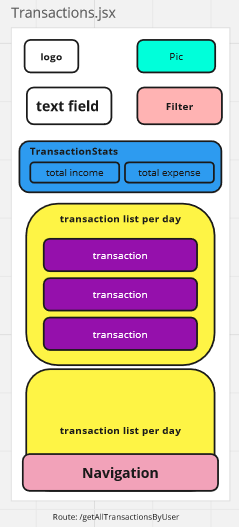 Transactions.jsx
logo
Pic
text field
Filter
TransactionStats
total income
total expense
transaction list per day
transaction
transaction
transaction
transaction list per day
Navigation
Route: /getAllTransactionsByUser